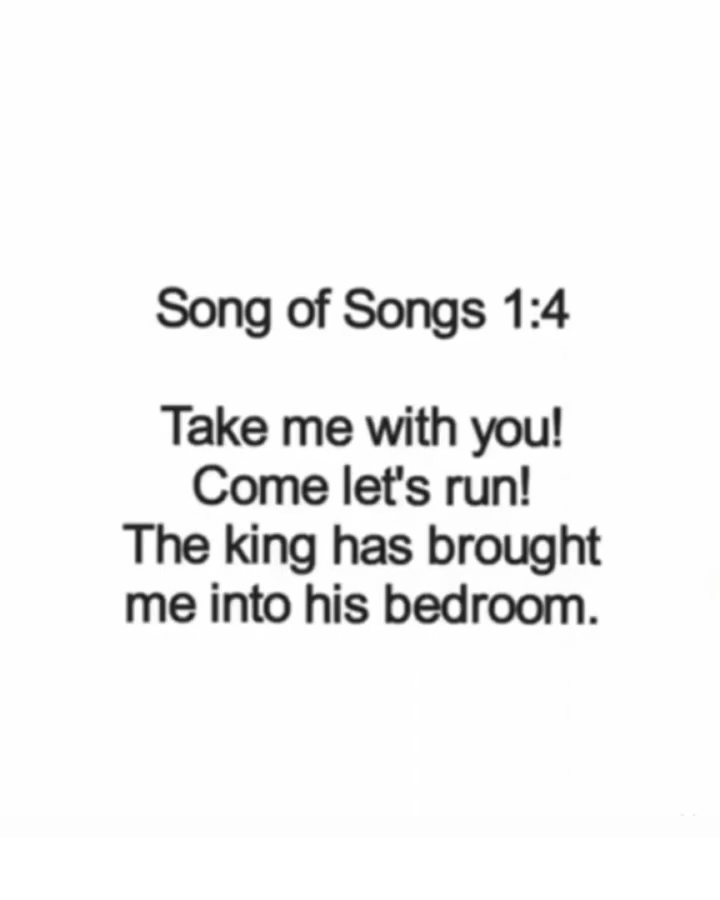 Song of Songs 1:4
Take me with you!
Come let's run!
The king has brought
me into his bedroom.